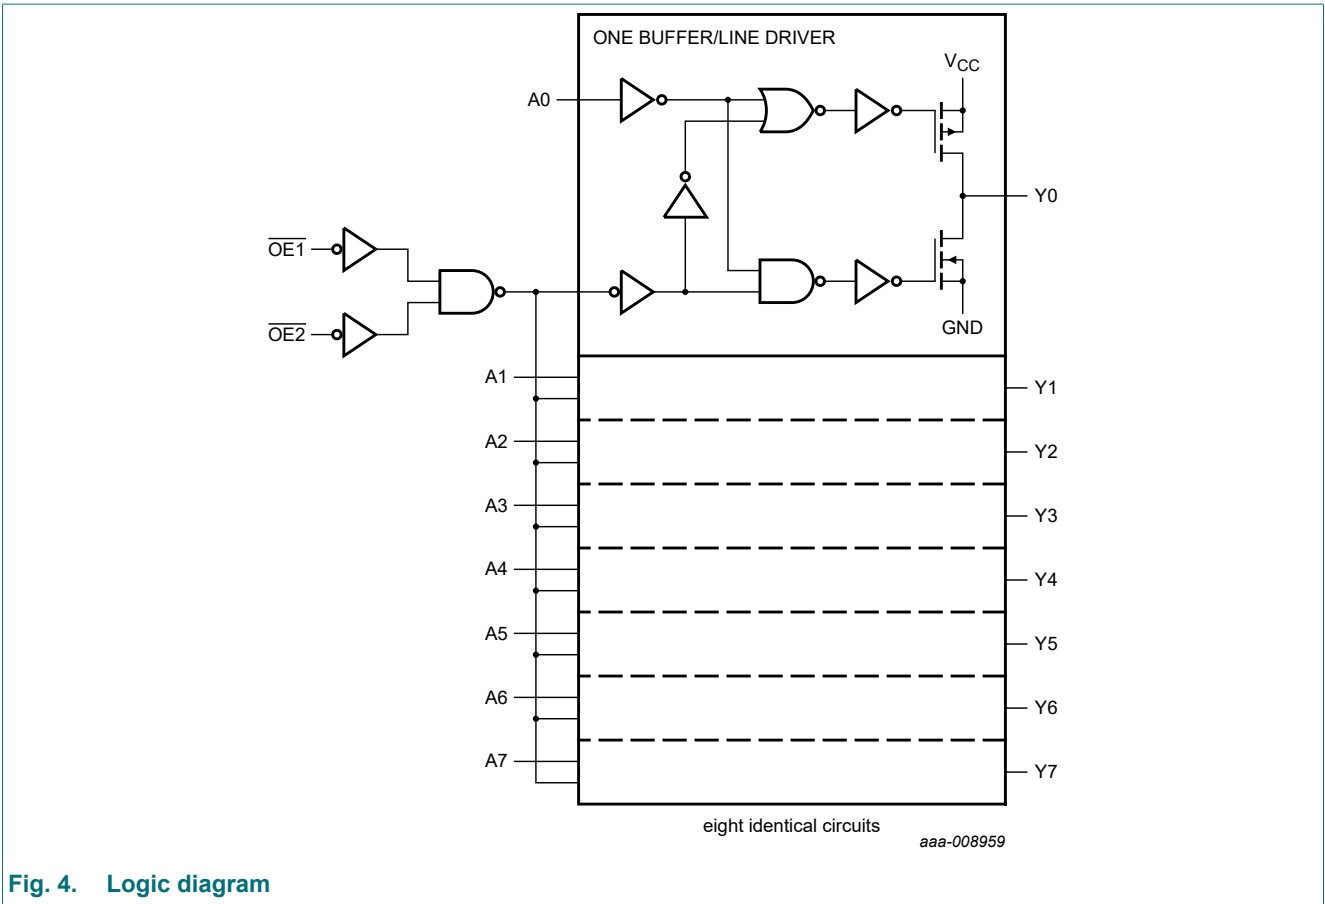 ONE BUFFER/LINE DRIVER
VCC
A0
Y0
OE1
OE2
GND
A1
Y1
A2
Y2
A3
Y3
A4
Y4
A5
Y5
A6
Y6
A7
Y7
eight identical circuits
aaa-008959
Fig. 4. Logic diagram